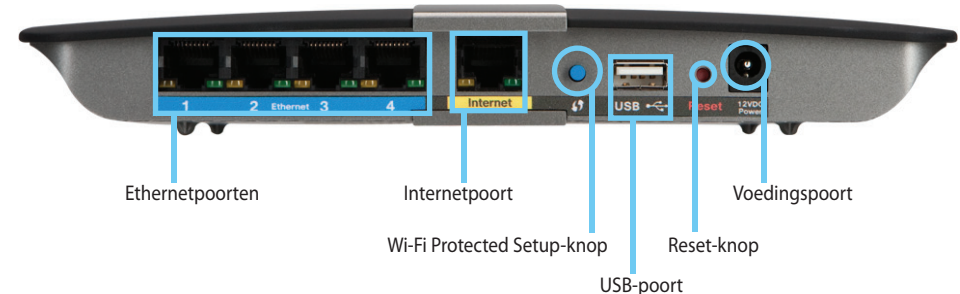 1 2 Ethernet 3 4
Internet
USB
Reset
12VDC
Power
Ethernetpoorten
Internetpoort
Voedingspoort
Wi-Fi Protected Setup-knop
Reset-knop
USB-poort